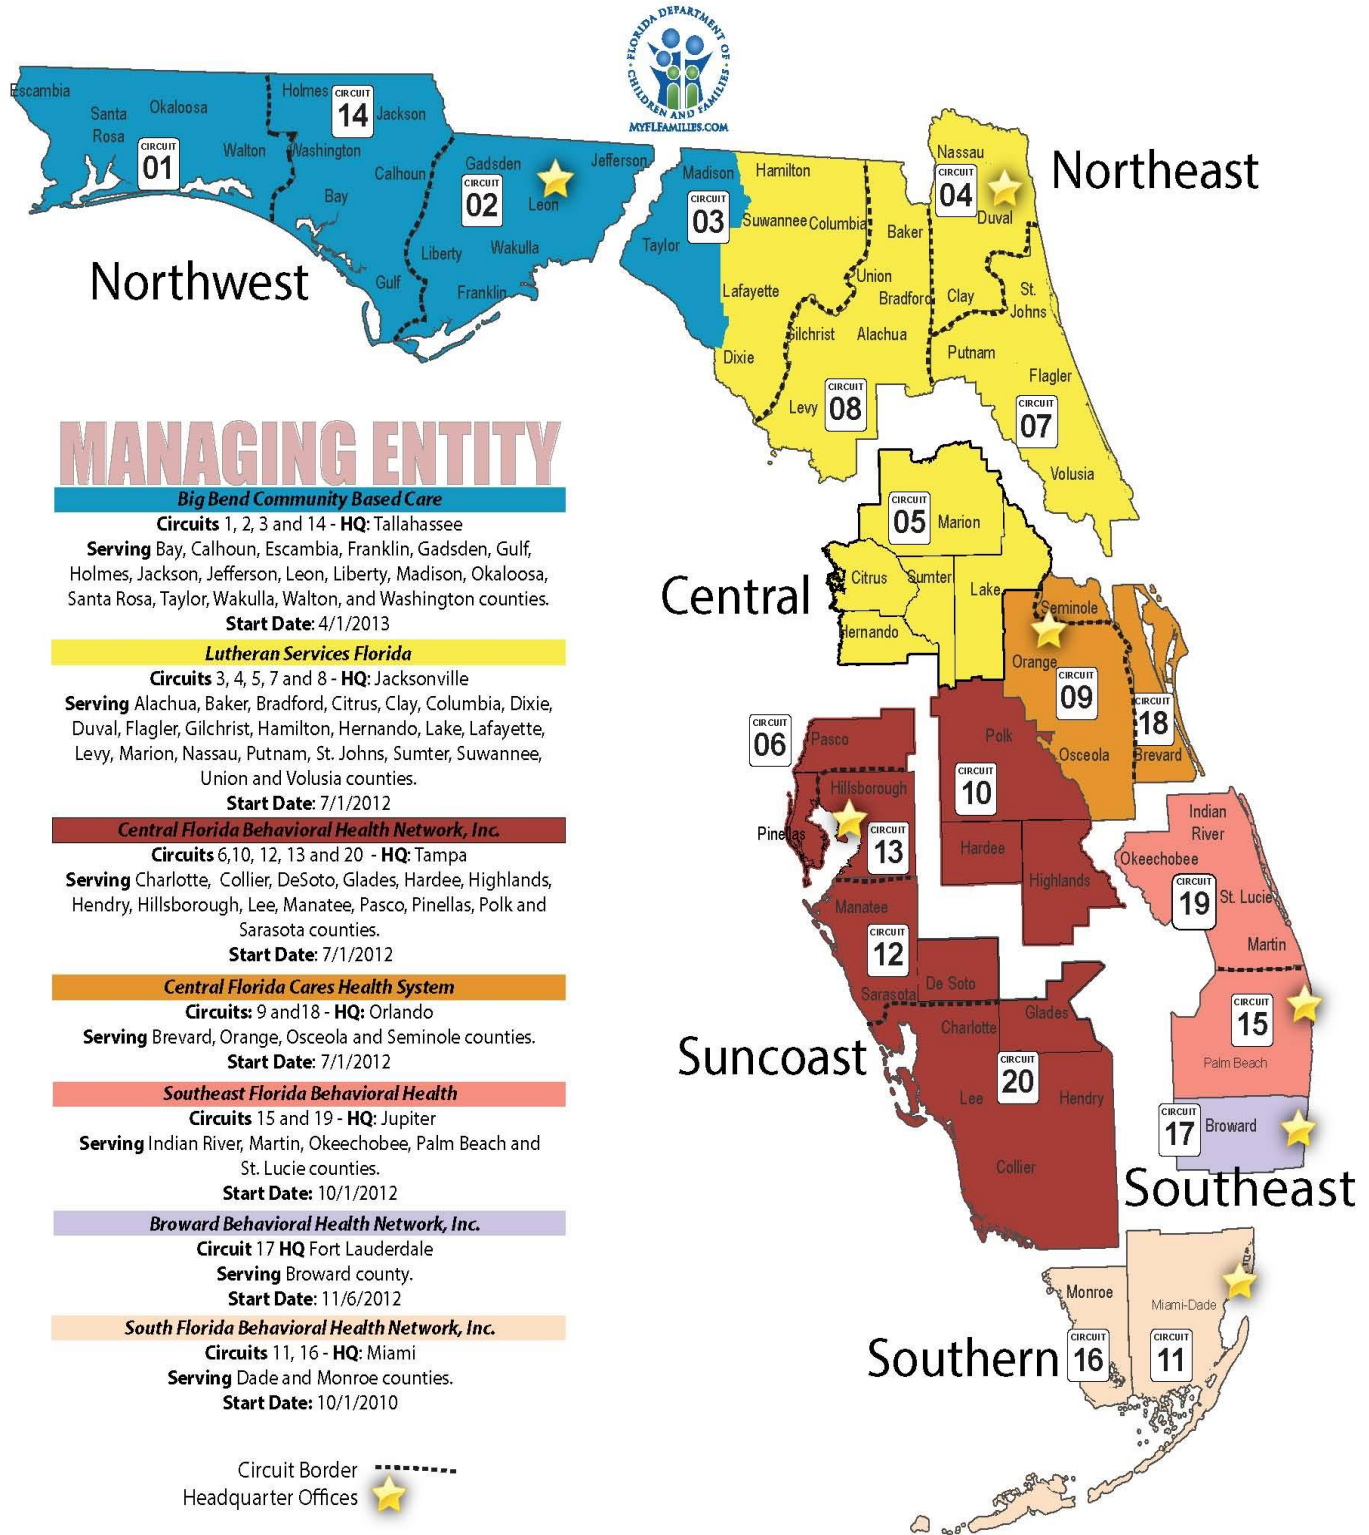 FLORIDA DEPARTMENT OF
CHILDREN AND FAMILIES
MYFLFAMILIES.COM
Escambia
Santa
Rosa
Okaloosa
Walton
CIRCUIT
01
Holmes
CIRCUIT
14
Jackson
Washington
Calhoun
Bay
Gulf
Gadsden
CIRCUIT
02
Leon
Jefferson
Liberty
Wakulla
Franklin
Northwest
Madison
CIRCUIT
03
Taylor
Hamilton
Suwannee
Columbia
Lafayette
Dixie
Baker
Union
Bradford
Gilchrist
Alachua
Levy
CIRCUIT
08
Nassau
CIRCUIT
04
Duval
Clay
St.
Johns
Putnam
Flagler
CIRCUIT
07
Volusia
Northeast
MANAGING ENTITY
Big Bend Community Based Care
Circuits 1, 2, 3 and 14 - HQ: Tallahassee
Serving Bay, Calhoun, Escambia, Franklin, Gadsden, Gulf,
Holmes, Jackson, Jefferson, Leon, Liberty, Madison, Okaloosa,
Santa Rosa, Taylor, Wakulla, Walton, and Washington counties.
Start Date: 4/1/2013
Lutheran Services Florida
Circuits 3, 4, 5, 7 and 8 - HQ: Jacksonville
Serving Alachua, Baker, Bradford, Citrus, Clay, Columbia, Dixie,
Duval, Flagler, Gilchrist, Hamilton, Hernando, Lake, Lafayette,
Levy, Marion, Nassau, Putnam, St. Johns, Sumter, Suwannee,
Union and Volusia counties.
Start Date: 7/1/2012
Central Florida Behavioral Health Network, Inc.
Circuits 6,10, 12, 13 and 20 - HQ: Tampa
Serving Charlotte, Collier, DeSoto, Glades, Hardee, Highlands,
Hendry, Hillsborough, Lee, Manatee, Pasco, Pinellas, Polk and
Sarasota counties.
Start Date: 7/1/2012
Central Florida Cares Health System
Circuits: 9 and18 - HQ: Orlando
Serving Brevard, Orange, Osceola and Seminole counties.
Start Date: 7/1/2012
Southeast Florida Behavioral Health
Circuits 15 and 19 - HQ: Jupiter
Serving Indian River, Martin, Okeechobee, Palm Beach and
St. Lucie counties.
Start Date: 10/1/2012
Broward Behavioral Health Network, Inc.
Circuit 17 HQ Fort Lauderdale
Serving Broward county.
Start Date: 11/6/2012
South Florida Behavioral Health Network, Inc.
Circuits 11, 16 - HQ: Miami
Serving Dade and Monroe counties.
Start Date: 10/1/2010
Circuit Border
Headquarter Offices
Central
CIRCUIT
05
Marion
Citrus
Sumter
Lake
Hernando
Seminole
Orange
CIRCUIT
09
Osceola
CIRCUIT
18
Brevard
CIRCUIT
06
Pasco
Hillsborough
Pinellas
CIRCUIT
13
Polk
CIRCUIT
10
Hardee
Highlands
Manatee
CIRCUIT
12
Sarasota
De Soto
Charlotte
Glades
CIRCUIT
20
Lee
Hendry
Collier
Suncoast
Indian
River
Okeechobee
CIRCUIT
19
St. Lucie
Martin
CIRCUIT
15
Palm Beach
CIRCUIT
17
Broward
Southeast
Monroe
CIRCUIT
16
Miami-Dade
CIRCUIT
11
Southern